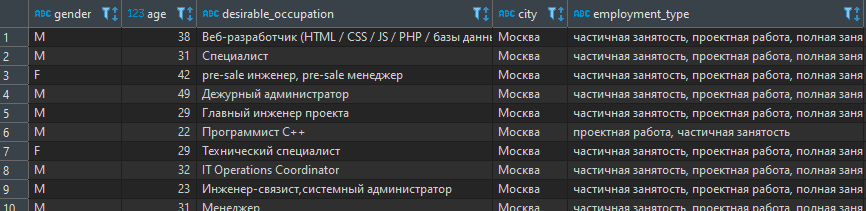 ABC gender 123 age ABC desirable_occupation ABC city ABC employment_type
1 M 38 Веб-разработчик (HTML / CSS / JS / PHP / базы данн Москва частичная занятость, проектная работа, полная заня
2 M 31 Специалист Москва частичная занятость, проектная работа, полная заня
3 F 42 pre-sale инженер, pre-sale менеджер Москва частичная занятость, проектная работа, полная заня
4 M 49 Дежурный администратор Москва частичная занятость, проектная работа, полная заня
5 M 29 Главный инженер проекта Москва частичная занятость, проектная работа, полная заня
6 M 22 Программист C++ Москва проектная работа, частичная занятость
7 F 29 Технический специалист Москва частичная занятость, проектная работа, полная заня
8 M 32 IT Operations Coordinator Москва частичная занятость, проектная работа, полная заня
9 M 23 Инженер-связист,системный администратор Москва частичная занятость, проектная работа, полная заня
10 M 31 Менеджер Москва частичная занятость, проектная работа, полная заня